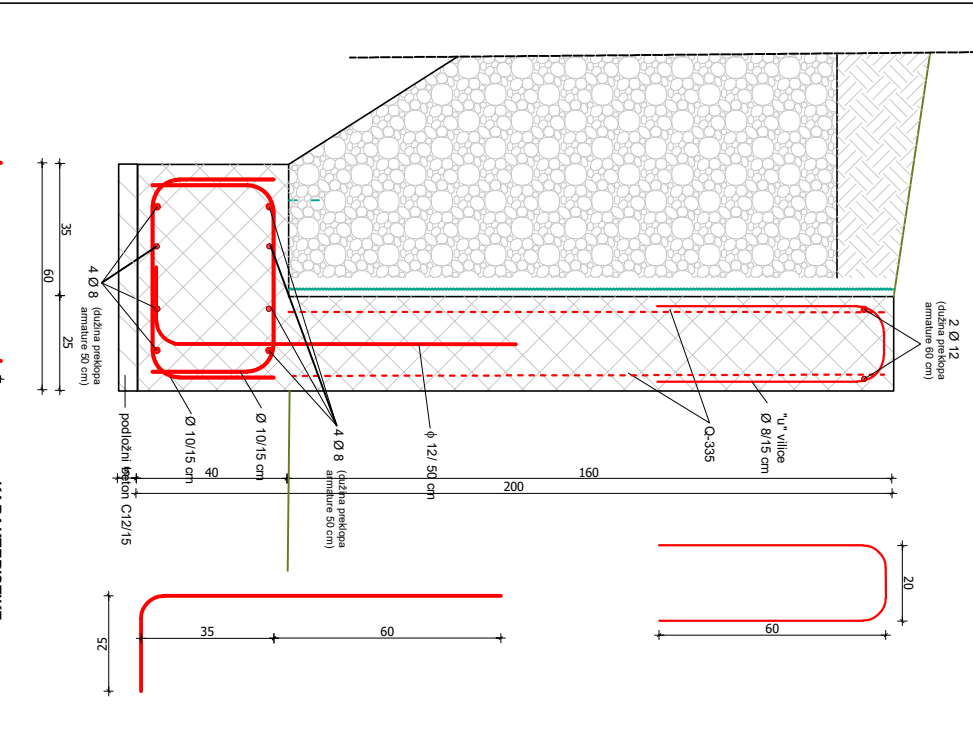 2 Ø 12
(dužina preklopa
armature 60 cm)
"u" vilice
Ø 8/15 cm
Q-335
ϕ 12/ 50 cm
4 Ø 8 (dužina preklopa
armature 50 cm)
Ø 10/15 cm
Ø 10/15 cm
podložni beton C12/15
4 Ø 8 (dužina preklopa
armature 50 cm)
35
25
60
40
160
200
20
60
35
60
25